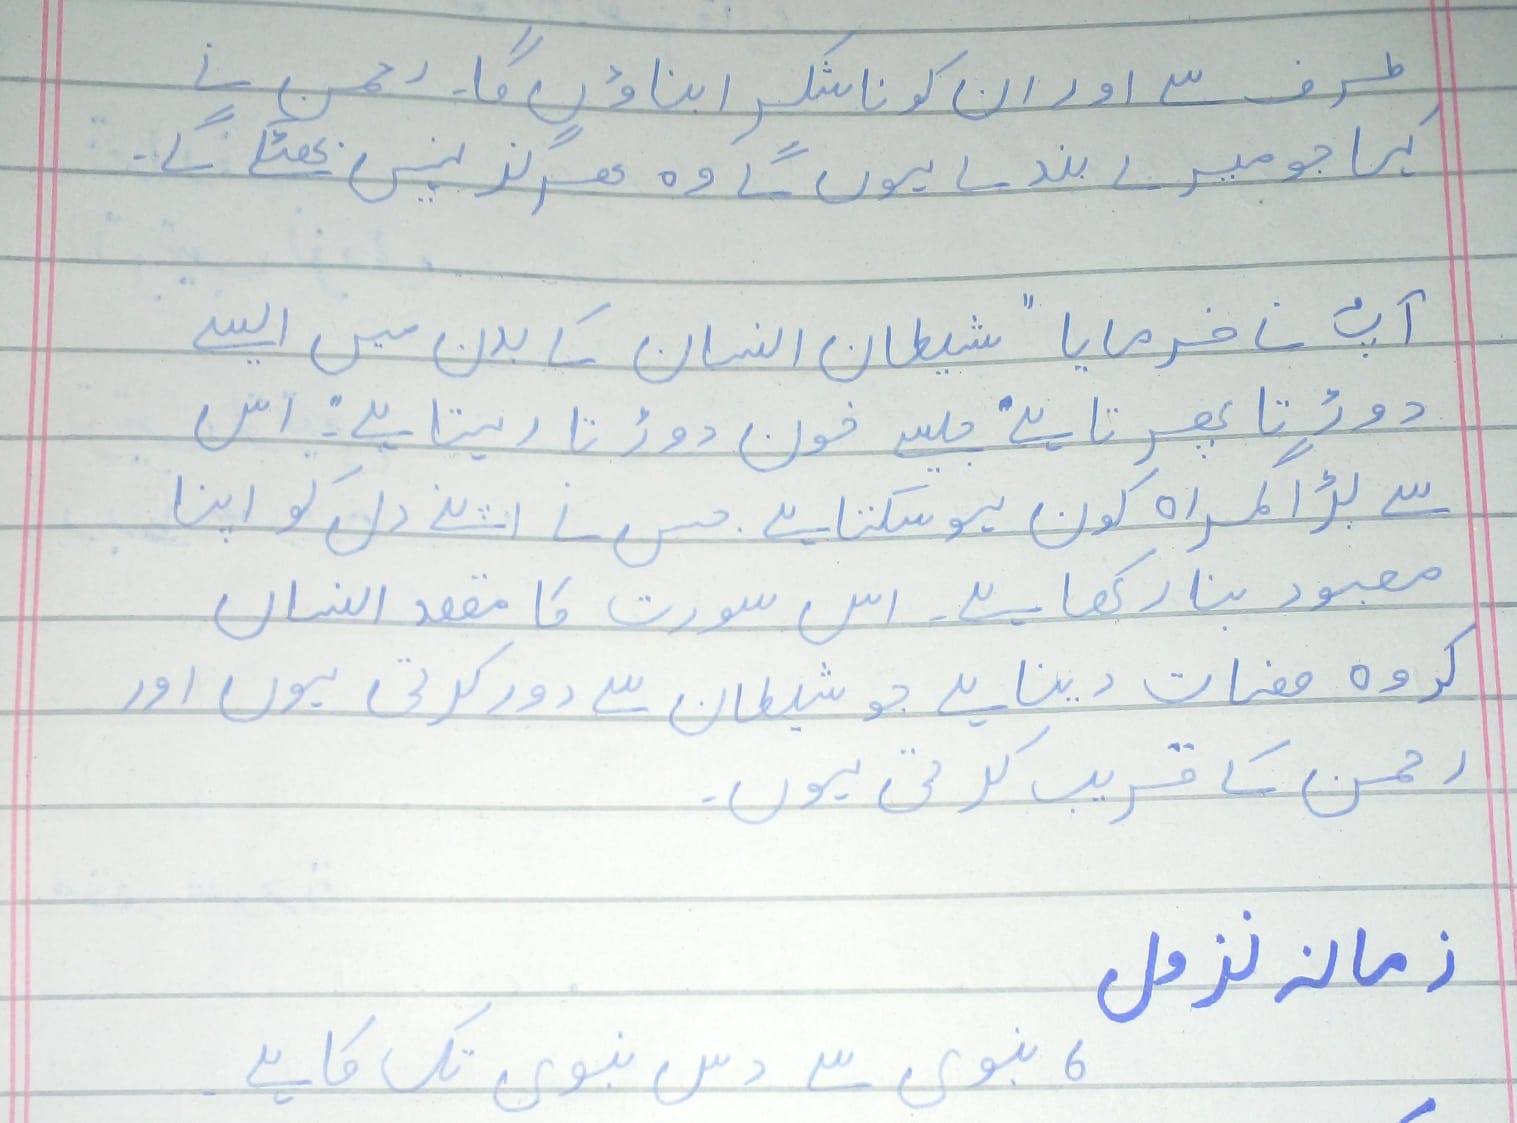 طرف سے اور ان کو ناشکرا بناؤں گا۔ رحمن نے
کہا جو میرے بندے ہوں گے وہ ھرگز نہیں بھٹکے گے۔
آپؐ نے فرمایا "شیطان انسان کے بدن میں ایسے
دوڑتا پھرتا ہے" جیسے خون دوڑتا رہتا ہے"۔ اس
سے بڑا گمراہ کون ہو سکتا ہے جس نے اپنے دل کو اپنا
معبود بنا رکھا ہے۔ اس سورت کا مقصد انسان
کو وہ صفات دینا ہے جو شیطان سے دور کرتی ہوں اور
رحمن کے قریب کرتی ہوں۔
زمانہ نزول
6 نبوی سے دس نبوی تک کا ہے۔